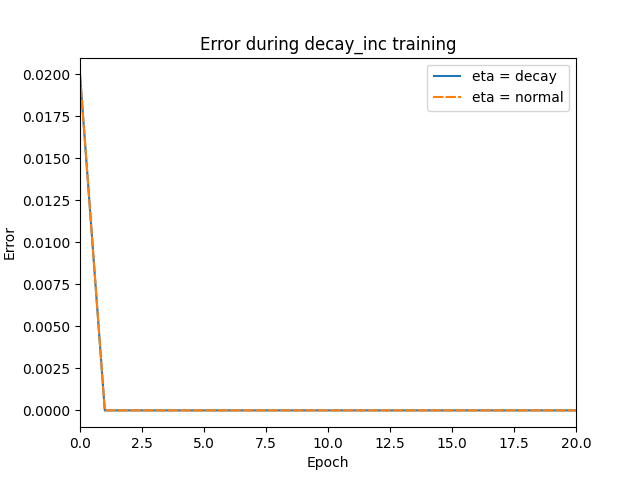 Error during decay_inc training
eta = decay
eta = normal
0.0200
0.0175
0.0150
0.0125
0.0100
0.0075
0.0050
0.0025
0.0000
Error
0.0 2.5 5.0 7.5 10.0 12.5 15.0 17.5 20.0
Epoch